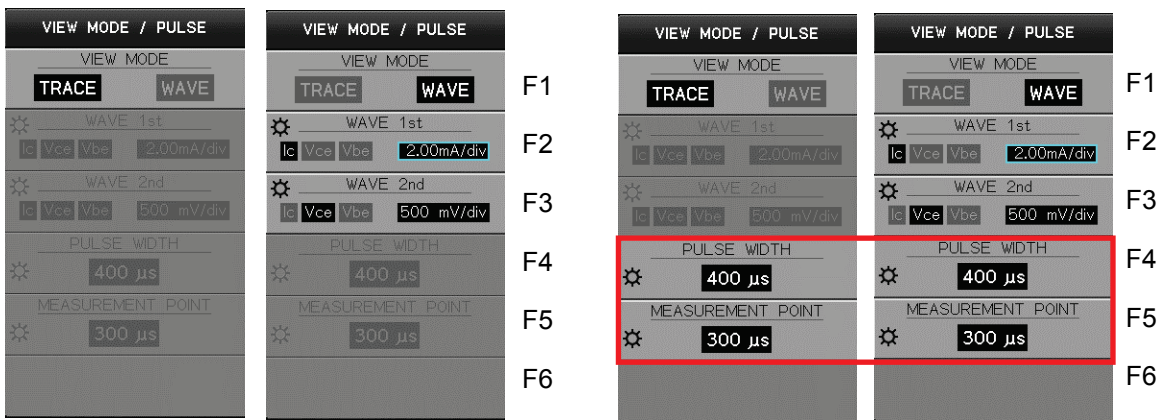 VIEW MODE / PULSE
VIEW MODE
TRACE WAVE
WAVE 1st
Ic Vce Vbe 2.00mA/div
WAVE 2nd
Ic Vce Vbe 500 mV/div
PULSE WIDTH
400 µs
MEASUREMENT POINT
300 µs
VIEW MODE / PULSE
VIEW MODE
TRACE WAVE
WAVE 1st
Ic Vce Vbe 2.00mA/div
WAVE 2nd
Ic Vce Vbe 500 mV/div
PULSE WIDTH
400 µs
MEASUREMENT POINT
300 µs
F1
F2
F3
F4
F5
F6
VIEW MODE / PULSE
VIEW MODE
TRACE WAVE
WAVE 1st
Ic Vce Vbe 2.00mA/div
WAVE 2nd
Ic Vce Vbe 500 mV/div
PULSE WIDTH
400 µs
MEASUREMENT POINT
300 µs
VIEW MODE / PULSE
VIEW MODE
TRACE WAVE
WAVE 1st
Ic Vce Vbe 2.00mA/div
WAVE 2nd
Ic Vce Vbe 500 mV/div
PULSE WIDTH
400 µs
MEASUREMENT POINT
300 µs
F1
F2
F3
F4
F5
F6